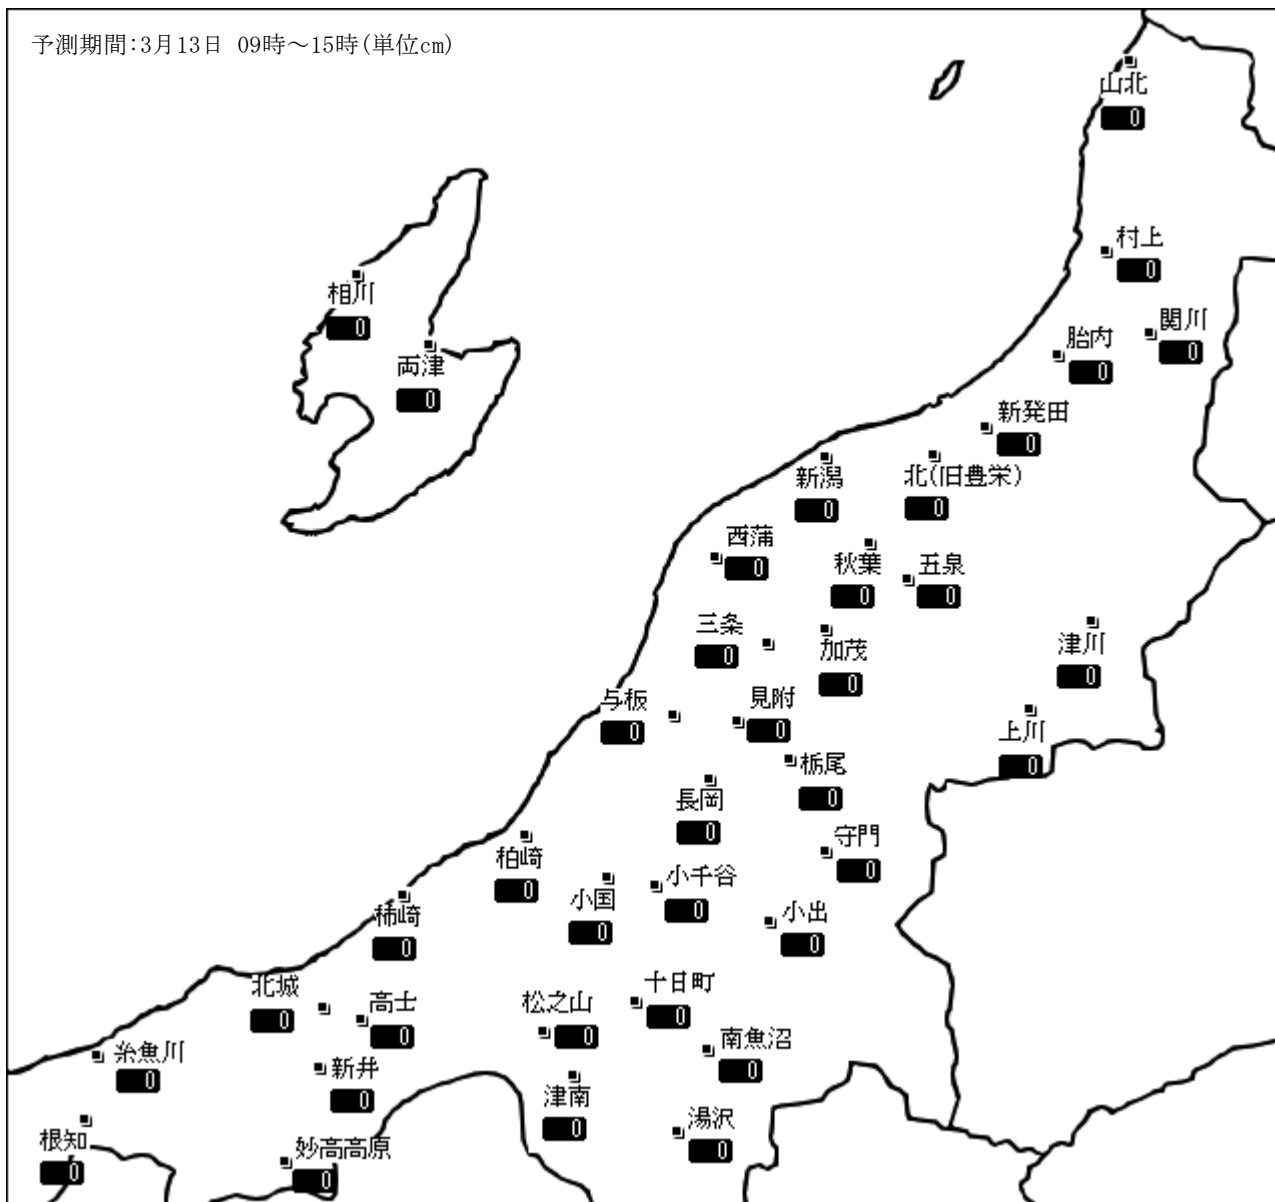 予測期間:3月13日 09時～15時(単位cm)
山北
0
村上
0
相川
0
関川
0
胎内
0
両津
0
新発田
0
新潟
0
北(旧豊栄)
0
西蒲
0
秋葉
0
五泉
0
三条
0
加茂
0
津川
0
与板
0
見附
0
上川
0
栃尾
0
長岡
0
守門
0
柏崎
0
小国
0
小千谷
0
小出
0
柿崎
0
北城
0
高士
0
松之山
0
十日町
0
南魚沼
0
糸魚川
0
新井
0
津南
0
湯沢
0
根知
0
妙高高原
0